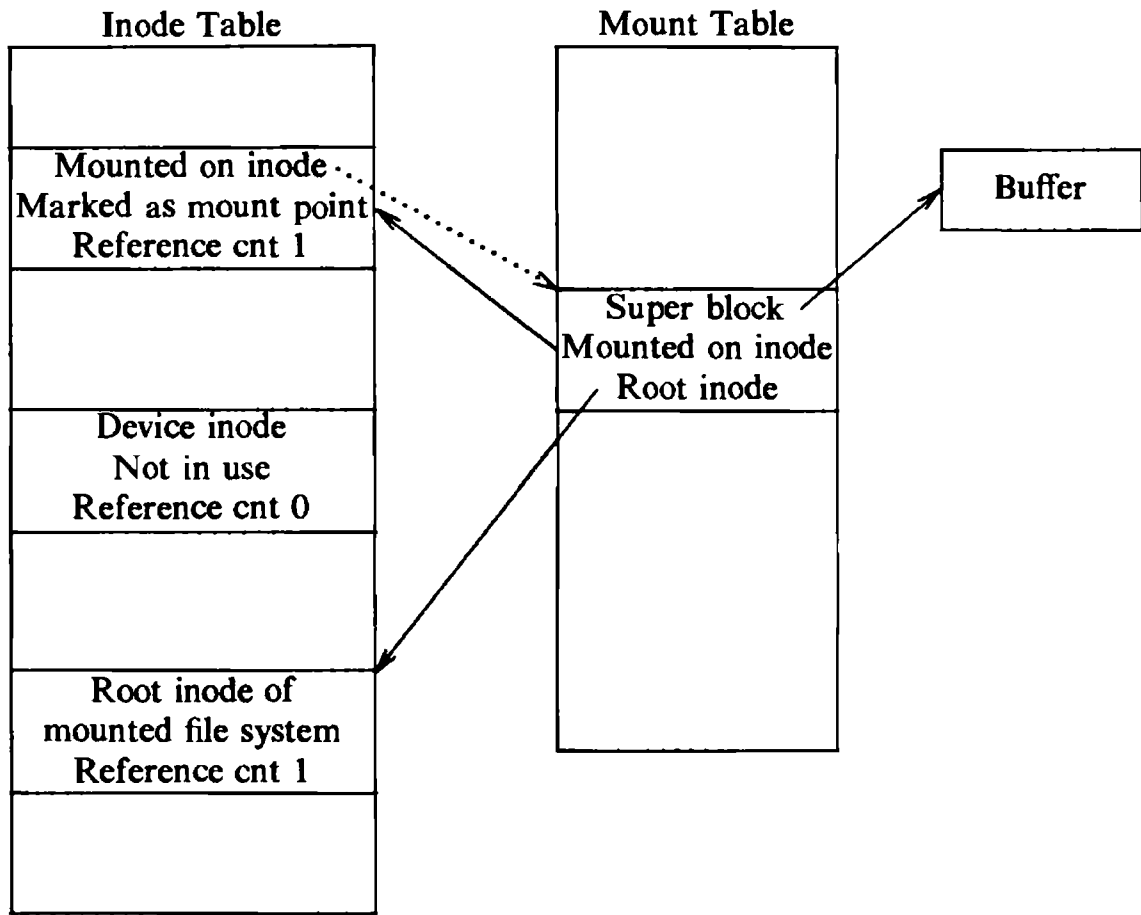 Inode Table
Mounted on inode
Marked as mount point
Reference cnt 1
Device inode
Not in use
Reference cnt 0
Root inode of
mounted file system
Reference cnt 1
Mount Table
Super block
Mounted on inode
Root inode
Buffer